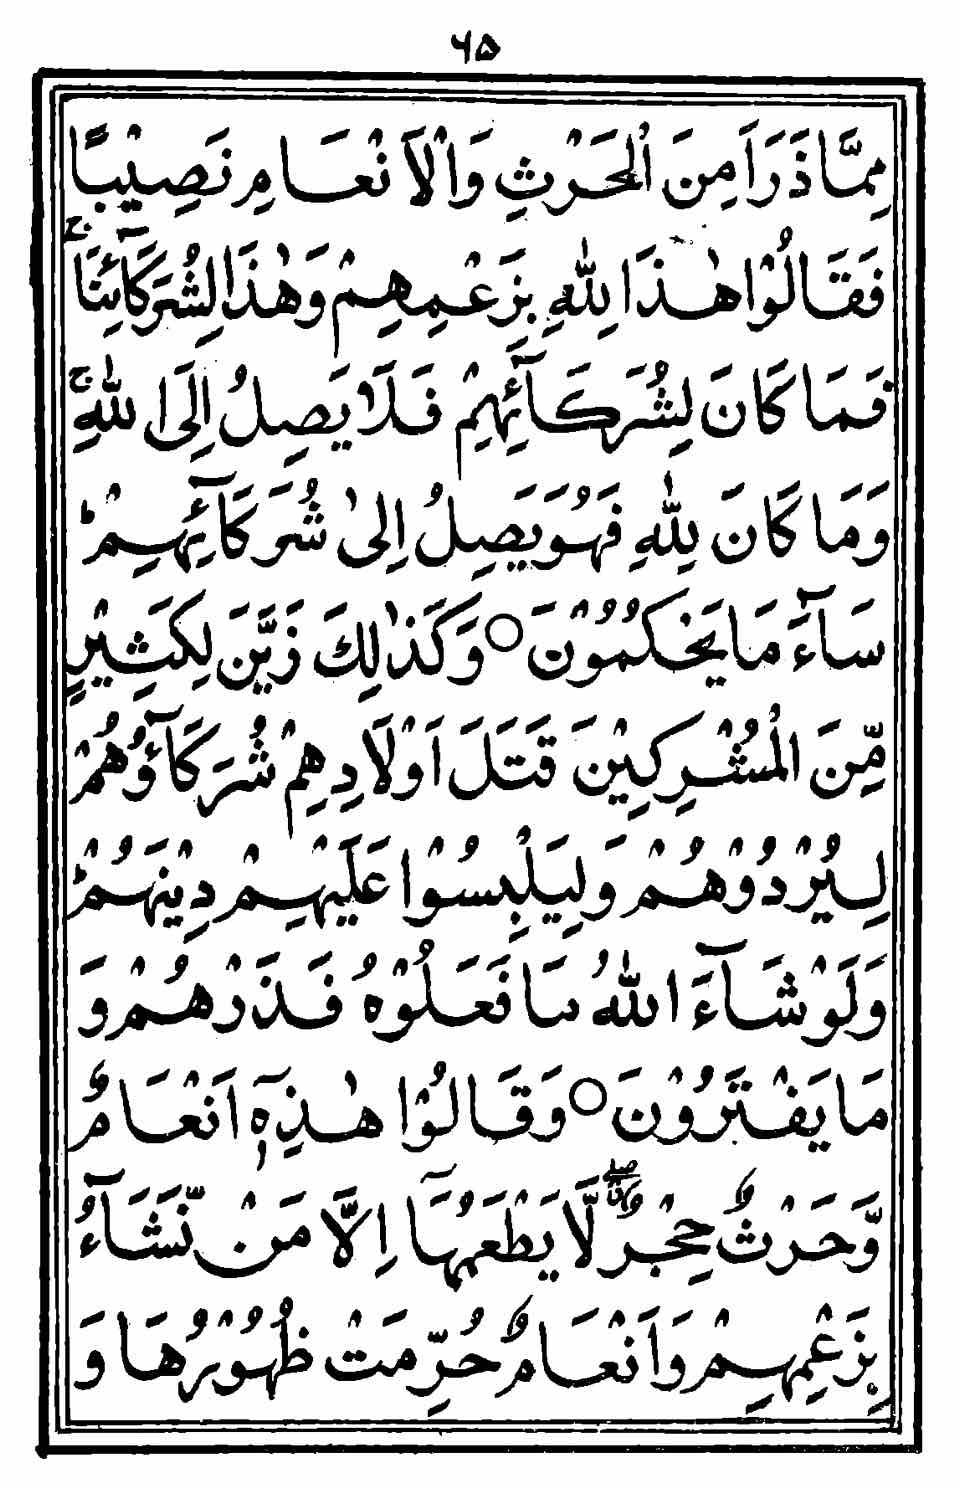 ۶۵
مِمَّا ذَرَاَ مِنَ الْحَرْثِ وَالْاَنْعَامِ نَصِيْبًا
فَقَالُوْا هٰذَا لِلّٰهِ بِزَعْمِهِمْ وَهٰذَا لِشُرَكَآئِنَا ۚ
فَمَا كَانَ لِشُرَكَآئِهِمْ فَلَا يَصِلُ اِلَى اللّٰهِ ۚ
وَمَا كَانَ لِلّٰهِ فَهُوَ يَصِلُ اِلٰى شُرَكَآئِهِمْ ؕ
سَآءَ مَا يَحْكُمُوْنَ ○ وَكَذٰلِكَ زَيَّنَ لِكَثِيْرٍ
مِّنَ الْمُشْرِكِيْنَ قَتْلَ اَوْلَادِهِمْ شُرَكَآؤُهُمْ
لِيُرْدُوْهُمْ وَلِيَلْبِسُوْا عَلَيْهِمْ دِيْنَهُمْ ؕ
وَلَوْ شَآءَ اللّٰهُ مَا فَعَلُوْهُ فَذَرْهُمْ وَ
مَا يَفْتَرُوْنَ ○ وَقَالُوْا هٰذِهٖۤ اَنْعَامٌ
وَّحَرْثٌ حِجْرٌ ۖ لَّا يَطْعَمُهَاۤ اِلَّا مَنْ نَّشَآءُ
بِزَعْمِهِمْ وَاَنْعَامٌ حُرِّمَتْ ظُهُوْرُهَا وَ